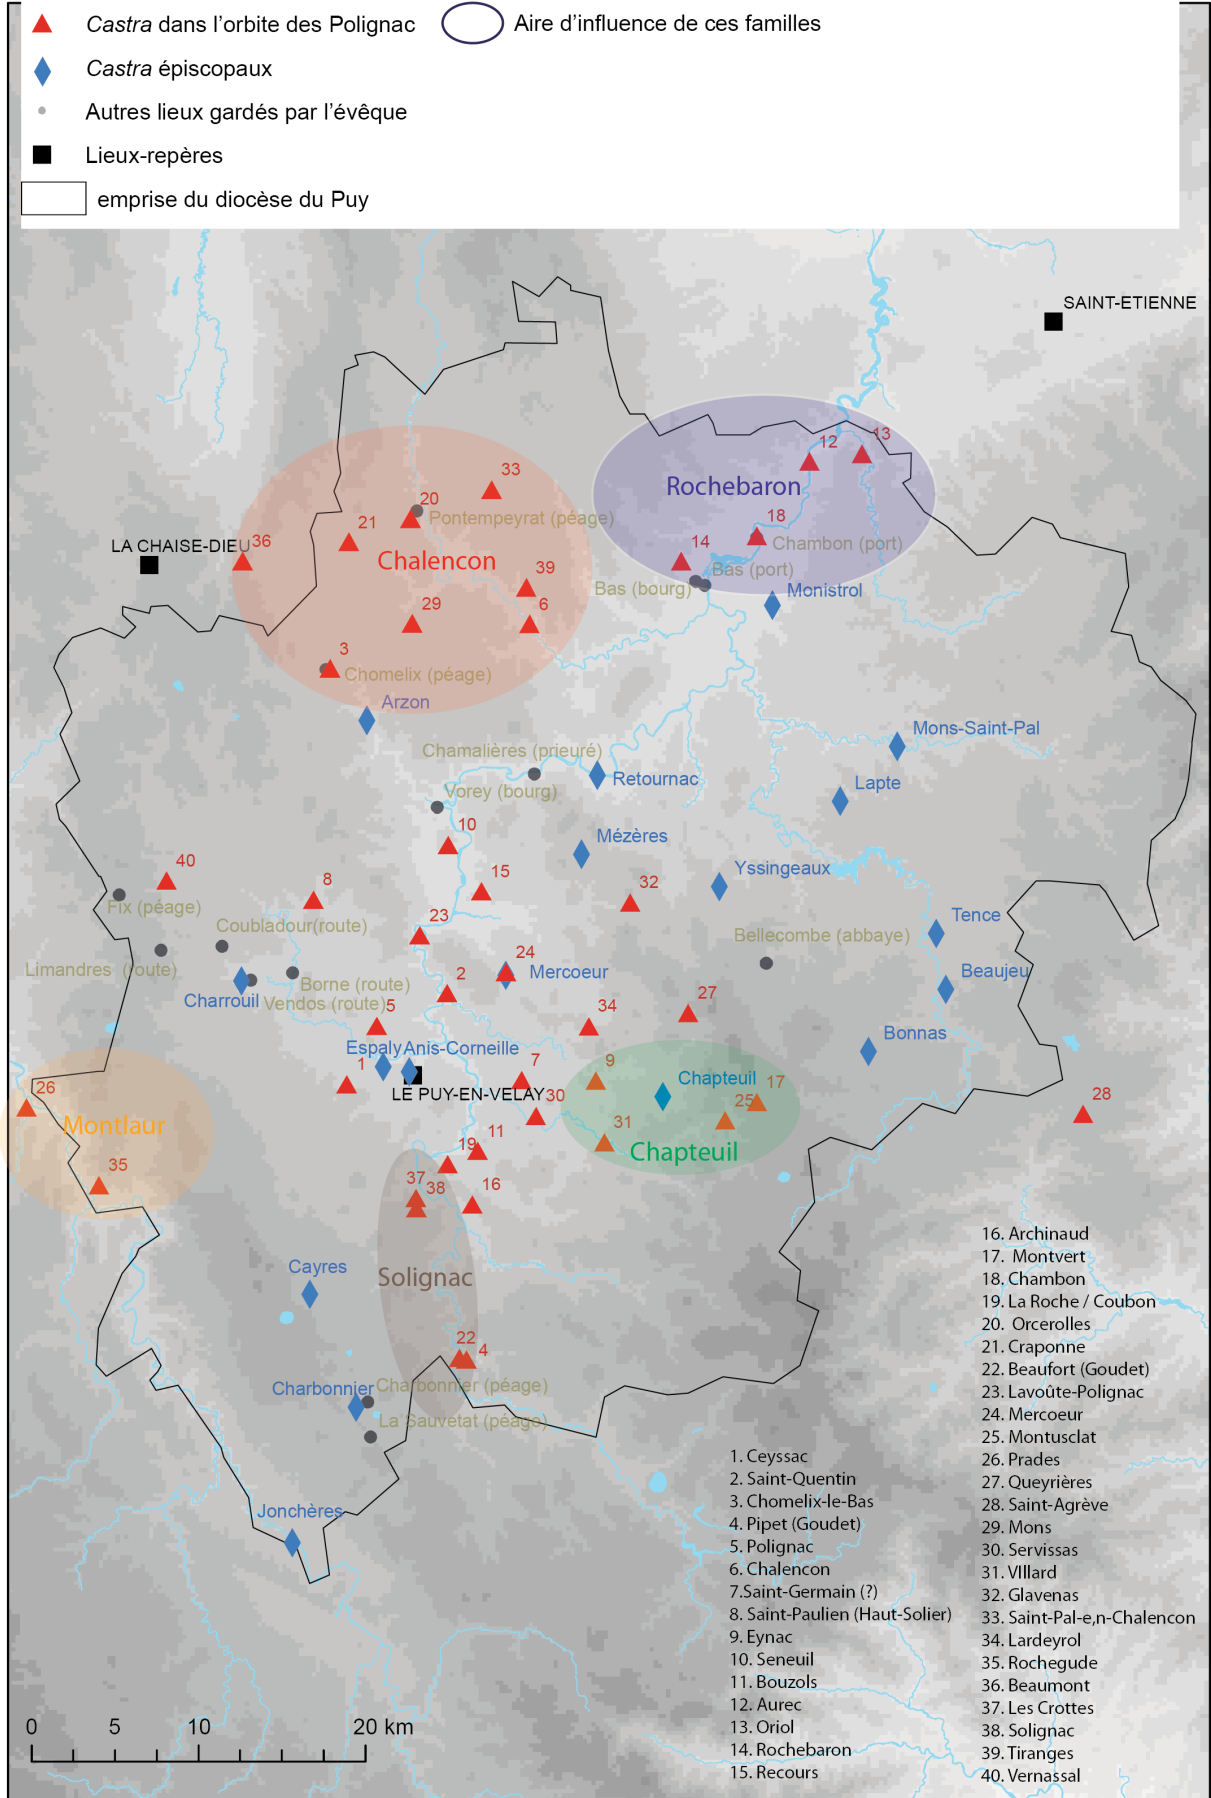 Castra dans l’orbite des Polignac
Aire d’influence de ces familles
Castra épiscopaux
Autres lieux gardés par l’évêque
Lieux-repères
emprise du diocèse du Puy
SAINT-ETIENNE
12
13
33
Rochebaron
20
Pontempeyrat (péage)
21
18
36
LA CHAISE-DIEU
Chambon (port)
14
Chalencon
39
Bas (port)
Bas (bourg)
Monistrol
29
6
3
Chomelix (péage)
Arzon
Mons-Saint-Pal
Chamalières (prieuré)
Retournac
Lapte
Vorey (bourg)
10
Mézères
40
15
32
Yssingeaux
8
Fix (péage)
Coubladour(route)
23
Tence
Bellecombe (abbaye)
24
Limandres (route)
Mercoeur
Beaujeu
2
Borne (route)
Charrouil
Vendos (route)
5
34
27
Bonnas
Espaly
Anis-Corneille
1
7
9
Chapteuil
17
26
LE PUY-EN-VELAY
30
28
25
Montlaur
31
11
19
Chapteuil
35
37
38
16
Solignac
Cayres
22
4
Charbonnier
Charbonnier (péage)
La Sauvetat (péage)
Jonchères
1. Ceyssac
2. Saint-Quentin
3. Chomelix-le-Bas
4. Pipet (Goudet)
5. Polignac
6. Chalencon
7.Saint-Germain (?)
8. Saint-Paulien (Haut-Solier)
9. Eynac
10. Seneuil
11. Bouzols
12. Aurec
13. Oriol
14. Rochebaron
15. Recours
16. Archinaud
17. Montvert
18. Chambon
19. La Roche / Coubon
20. Orcerolles
21. Craponne
22. Beaufort (Goudet)
23. Lavoûte-Polignac
24. Mercoeur
25. Montusclat
26. Prades
27. Queyrières
28. Saint-Agrève
29. Mons
30. Servissas
31. VIllard
32. Glavenas
33. Saint-Pal-e,n-Chalencon
34. Lardeyrol
35. Rochegude
36. Beaumont
37. Les Crottes
38. Solignac
39. Tiranges
40. Vernassal
0 5 10 20 km